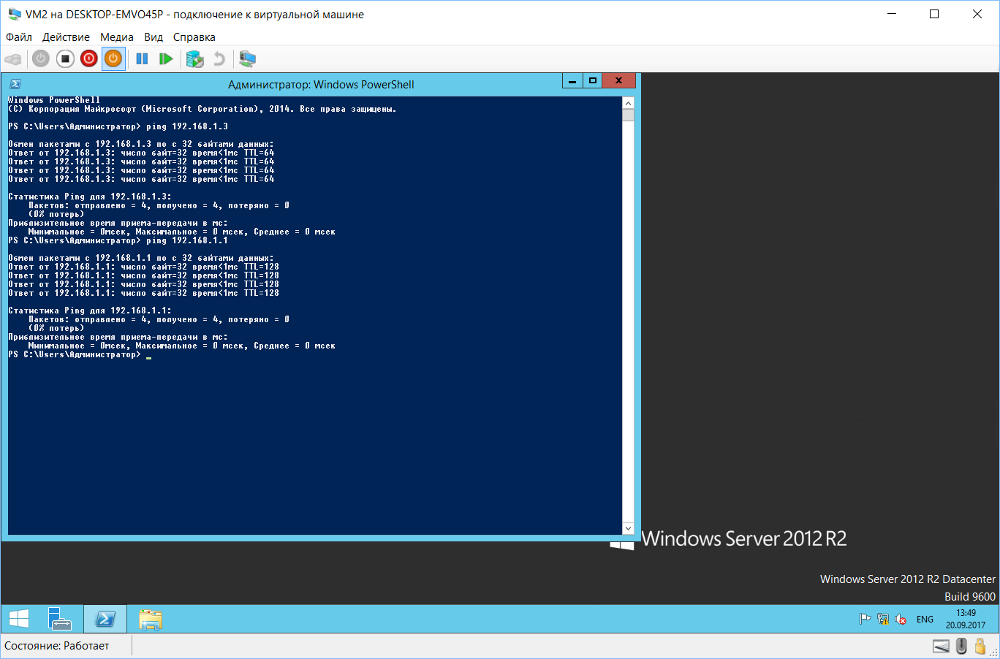 VM2 на DESKTOP-EMVO45P - подключение к виртуальной машине
Файл Действие Медиа Вид Справка
Администратор: Windows PowerShell
Windows PowerShell
(C) Корпорация Майкрософт (Microsoft Corporation), 2014. Все права защищены.
PS C:\Users\Администратор> ping 192.168.1.3
Обмен пакетами с 192.168.1.3 по с 32 байтами данных:
Ответ от 192.168.1.3: число байт=32 время<1мс TTL=64
Ответ от 192.168.1.3: число байт=32 время<1мс TTL=64
Ответ от 192.168.1.3: число байт=32 время<1мс TTL=64
Ответ от 192.168.1.3: число байт=32 время<1мс TTL=64
Статистика Ping для 192.168.1.3:
Пакетов: отправлено = 4, получено = 4, потеряно = 0
(0% потерь)
Приблизительное время приема-передачи в мс:
Минимальное = 0мсек, Максимальное = 0 мсек, Среднее = 0 мсек
PS C:\Users\Администратор> ping 192.168.1.1
Обмен пакетами с 192.168.1.1 по с 32 байтами данных:
Ответ от 192.168.1.1: число байт=32 время<1мс TTL=128
Ответ от 192.168.1.1: число байт=32 время<1мс TTL=128
Ответ от 192.168.1.1: число байт=32 время<1мс TTL=128
Ответ от 192.168.1.1: число байт=32 время<1мс TTL=128
Статистика Ping для 192.168.1.1:
Пакетов: отправлено = 4, получено = 4, потеряно = 0
(0% потерь)
Приблизительное время приема-передачи в мс:
Минимальное = 0мсек, Максимальное = 0 мсек, Среднее = 0 мсек
PS C:\Users\Администратор> _
Windows Server 2012 R2
Windows Server 2012 R2 Datacenter
Build 9600
ENG
13:49
20.09.2017
Состояние: Работает